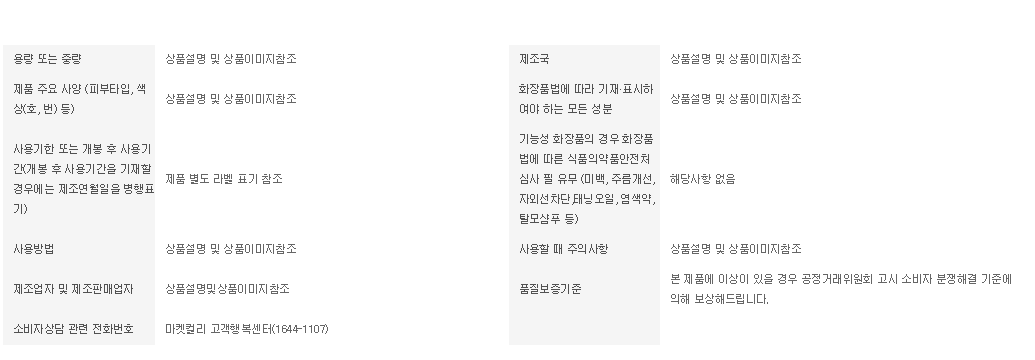 용량 또는 중량
상품설명 및 상품이미지참조
제조국
상품설명 및 상품이미지참조
제품 주요 사양 (피부타입, 색
상(호, 번) 등)
상품설명 및 상품이미지참조
화장품법에 따라 기재·표시하
여야 하는 모든 성분
상품설명 및 상품이미지참조
사용기한 또는 개봉 후 사용기
간(개봉 후 사용기간을 기재할
경우에는 제조연월일을 병행표
기)
제품 별도 라벨 표기 참조
기능성 화장품의 경우 화장품
법에 따른 식품의약품안전처
심사 필 유무 (미백, 주름개선,
자외선차단,태닝오일, 염색약,
탈모샴푸 등)
해당사항 없음
사용방법
상품설명 및 상품이미지참조
사용할 때 주의사항
상품설명 및 상품이미지참조
제조업자 및 제조판매업자
상품설명및상품이미지참조
품질보증기준
본 제품에 이상이 있을 경우 공정거래위원회 고시 소비자 분쟁해결 기준에
의해 보상해드립니다.
소비자상담 관련 전화번호
마켓컬리 고객행복센터(1644-1107)